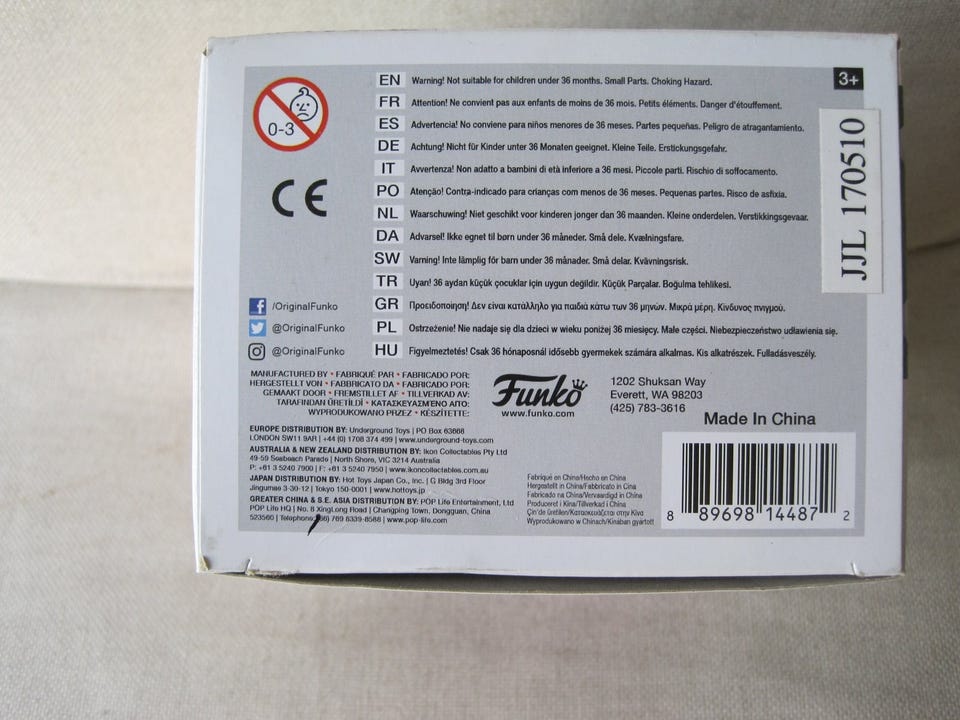 0-3
EN Warning! Not suitable for children under 36 months. Small Parts. Choking Hazard.
3+
FR Attention! Ne convient pas aux enfants de moins de 36 mois. Petits éléments. Danger d'étouffement.
ES Advertencia! No conviene para niños menores de 36 meses. Partes pequeñas. Peligro de atragantamiento.
DE Achtung! Nicht für Kinder unter 36 Monaten geeignet. Kleine Teile. Erstickungsgefahr.
IT Avvertenza! Non adatto a bambini di età inferiore a 36 mesi. Piccole parti. Rischio di soffocamento.
PO Atenção! Contra-indicado para crianças com menos de 36 meses. Pequenas partes. Risco de asfixia.
CE
NL Waarschuwing! Niet geschikt voor kinderen jonger dan 36 maanden. Kleine onderdelen. Verstikkingsgevaar.
DA Advarsel! Ikke egnet til børn under 36 måneder. Små dele. Kvælningsfare.
SW Varning! Inte lämplig för barn under 36 månader. Små delar. Kvävningsrisk.
TR Uyarı! 36 aydan küçük çocuklar için uygun değildir. Küçük Parçalar. Boğulma tehlikesi.
GR Προειδοποίηση! Δεν είναι κατάλληλο για παιδιά κάτω των 36 μηνών. Μικρά μέρη. Κίνδυνος πνιγμού.
PL Ostrzeżenie! Nie nadaje się dla dzieci w wieku poniżej 36 miesięcy. Małe części. Niebezpieczeństwo udławienia się.
HU Figyelmeztetés! Csak 36 hónaposnál idősebb gyermekek számára alkalmas. Kis alkatrészek. Fulladásveszély.
JJL 170510
/OriginalFunko
@OriginalFunko
@OriginalFunko
MANUFACTURED BY • FABRIQUÉ PAR • FABRICADO POR:
HERGESTELLT VON • FABBRICATO DA • FABRICADO POR:
GEMAAKT DOOR • FREMSTILLET AF • TILLVERKAD AV:
TARAFINDAN ÜRETİLDİ • ΚΑΤΑΣΚΕΥΑΣΜΕΝΟ ΑΠΟ:
WYPRODUKOWANO PRZEZ • KÉSZÍTETTE:
Funko
www.funko.com
1202 Shuksan Way
Everett, WA 98203
(425) 783-3616
Made In China
EUROPE DISTRIBUTION BY: Underground Toys | PO Box 63668
LONDON SW11 9AR | +44 (0) 1708 374 499 | www.underground-toys.com
AUSTRALIA & NEW ZEALAND DISTRIBUTION BY: Ikon Collectables Pty Ltd
49-59 Seabeach Parade | North Shore, VIC 3214 Australia
P: +61 3 5240 7900 | F: +61 3 5240 7950 | www.ikoncollectables.com.au
JAPAN DISTRIBUTION BY: Hot Toys Japan Co., Inc. | G Bldg 3rd Floor
Jingumae 3-30-12 | Tokyo 150-0001 | www.hottoys.jp
GREATER CHINA & S.E. ASIA DISTRIBUTION BY: POP Life Entertainment, Ltd
POP Life HQ | No. 8 XingLong Road | Changping Town, Dongguan, China
523560 | Telephone 66) 769 6339-8588 | www.pop-life.com
Fabriqué en China/Hecho en China
Hergestellt in China/Fabbricato in Cina
Fabricado na China/Vervaardigd in China
Produceret i Kina/Tillverkad i China
Çin'de üretilen/Κατασκευάζεται στην Κίνα
Wyprodukowano w Chinach/Kinában gyártott
8 89698 14487 2